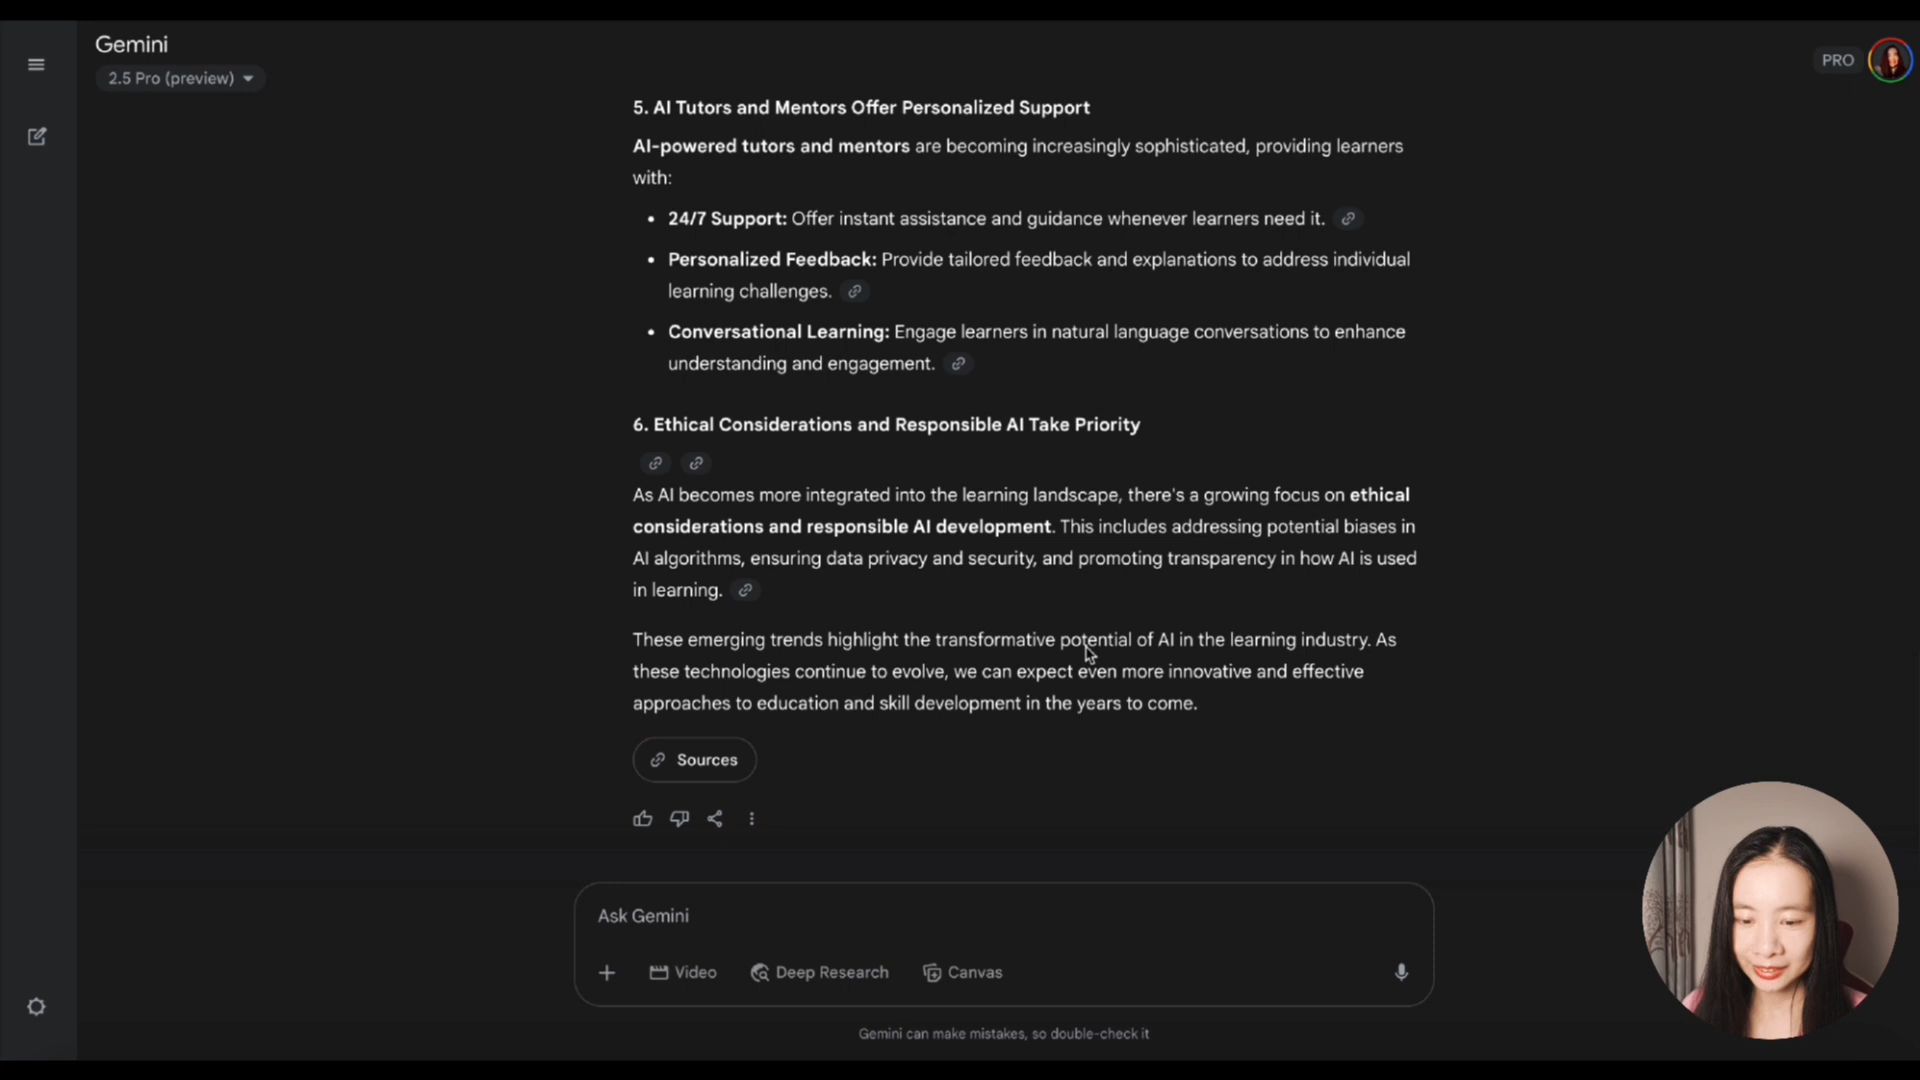 Gemini
2.5 Pro (preview)
PRO
5. AI Tutors and Mentors Offer Personalized Support
AI-powered tutors and mentors are becoming increasingly sophisticated, providing learners
with:
• 24/7 Support: Offer instant assistance and guidance whenever learners need it.
• Personalized Feedback: Provide tailored feedback and explanations to address individual
learning challenges.
• Conversational Learning: Engage learners in natural language conversations to enhance
understanding and engagement.
6. Ethical Considerations and Responsible AI Take Priority
As AI becomes more integrated into the learning landscape, there's a growing focus on ethical
considerations and responsible AI development. This includes addressing potential biases in
AI algorithms, ensuring data privacy and security, and promoting transparency in how AI is used
in learning.
These emerging trends highlight the transformative potential of AI in the learning industry. As
these technologies continue to evolve, we can expect even more innovative and effective
approaches to education and skill development in the years to come.
Sources
Ask Gemini
Video
Deep Research
Canvas
Gemini can make mistakes, so double-check it